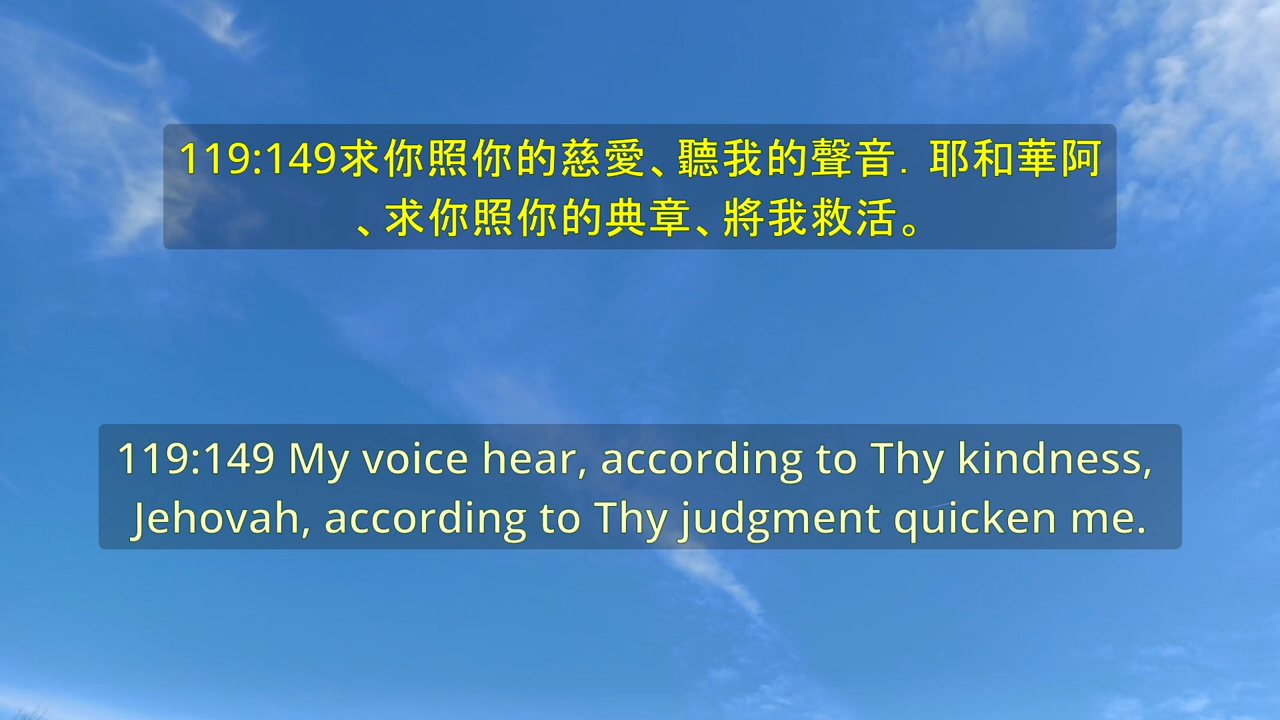 119:149求你照你的慈愛、聽我的聲音．耶和華阿
、求你照你的典章、將我救活。
119:149 My voice hear, according to Thy kindness,
Jehovah, according to Thy judgment quicken me.